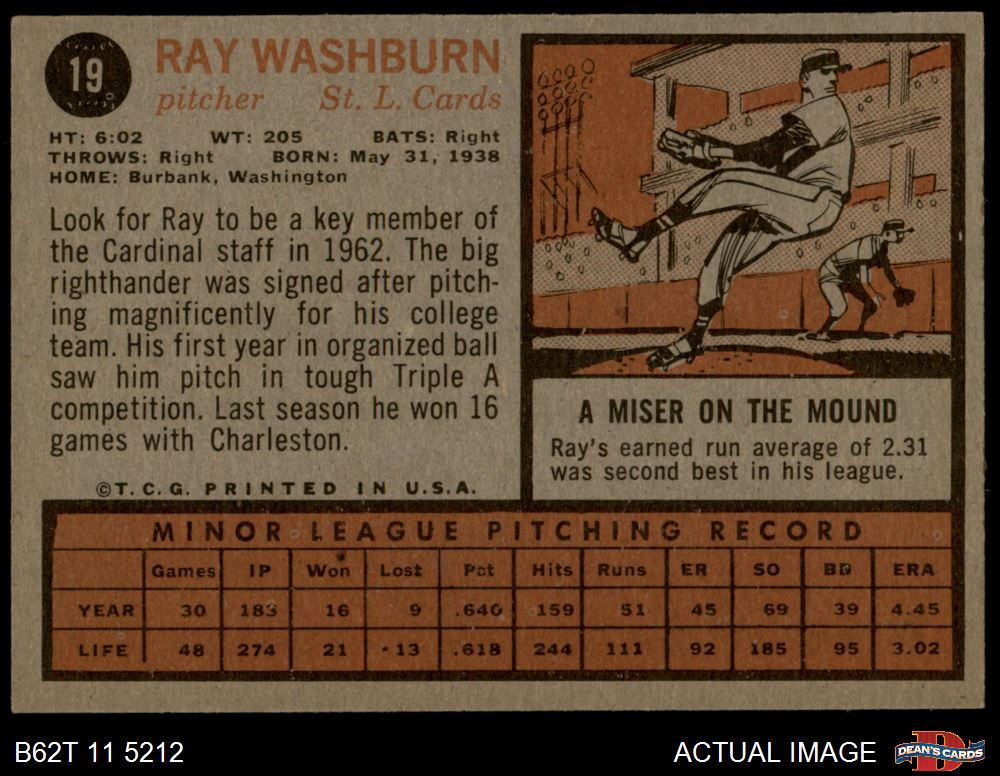 19
RAY WASHBURN
pitcher St. L. Cards
HT: 6:02 WT: 205 BATS: Right
THROWS: Right BORN: May 31, 1938
HOME: Burbank, Washington
Look for Ray to be a key member of
the Cardinal staff in 1962. The big
righthander was signed after pitch-
ing magnificently for his college
team. His first year in organized ball
saw him pitch in tough Triple A
competition. Last season he won 16
games with Charleston.
©T.C.G. PRINTED IN U.S.A.
A MISER ON THE MOUND
Ray's earned run average of 2.31
was second best in his league.
MINOR LEAGUE PITCHING RECORD
Games IP Won Lost Pct Hits Runs ER SO BB ERA
YEAR 30 183 16 9 .640 159 51 45 69 39 4.45
LIFE 48 274 21 13 .618 244 111 92 185 95 3.02
B62T 11 5212
ACTUAL IMAGE
D
DEAN'S CARDS